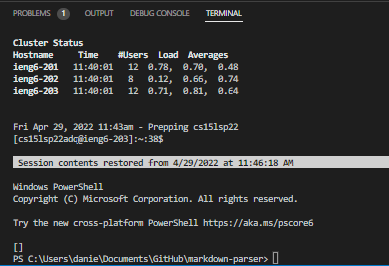 PROBLEMS 1 OUTPUT DEBUG CONSOLE TERMINAL
Cluster Status
Hostname Time #Users Load Averages
ieng6-201 11:40:01 12 0.78, 0.70, 0.48
ieng6-202 11:40:01 8 0.12, 0.66, 0.74
ieng6-203 11:40:01 12 0.71, 0.81, 0.64
Fri Apr 29, 2022 11:43am - Prepping cs15lsp22
[cs15lsp22adc@ieng6-203]:~:38$
Session contents restored from 4/29/2022 at 11:46:18 AM
Windows PowerShell
Copyright (C) Microsoft Corporation. All rights reserved.
Try the new cross-platform PowerShell https://aka.ms/pscore6
[]
PS C:\Users\danie\Documents\GitHub\markdown-parser>